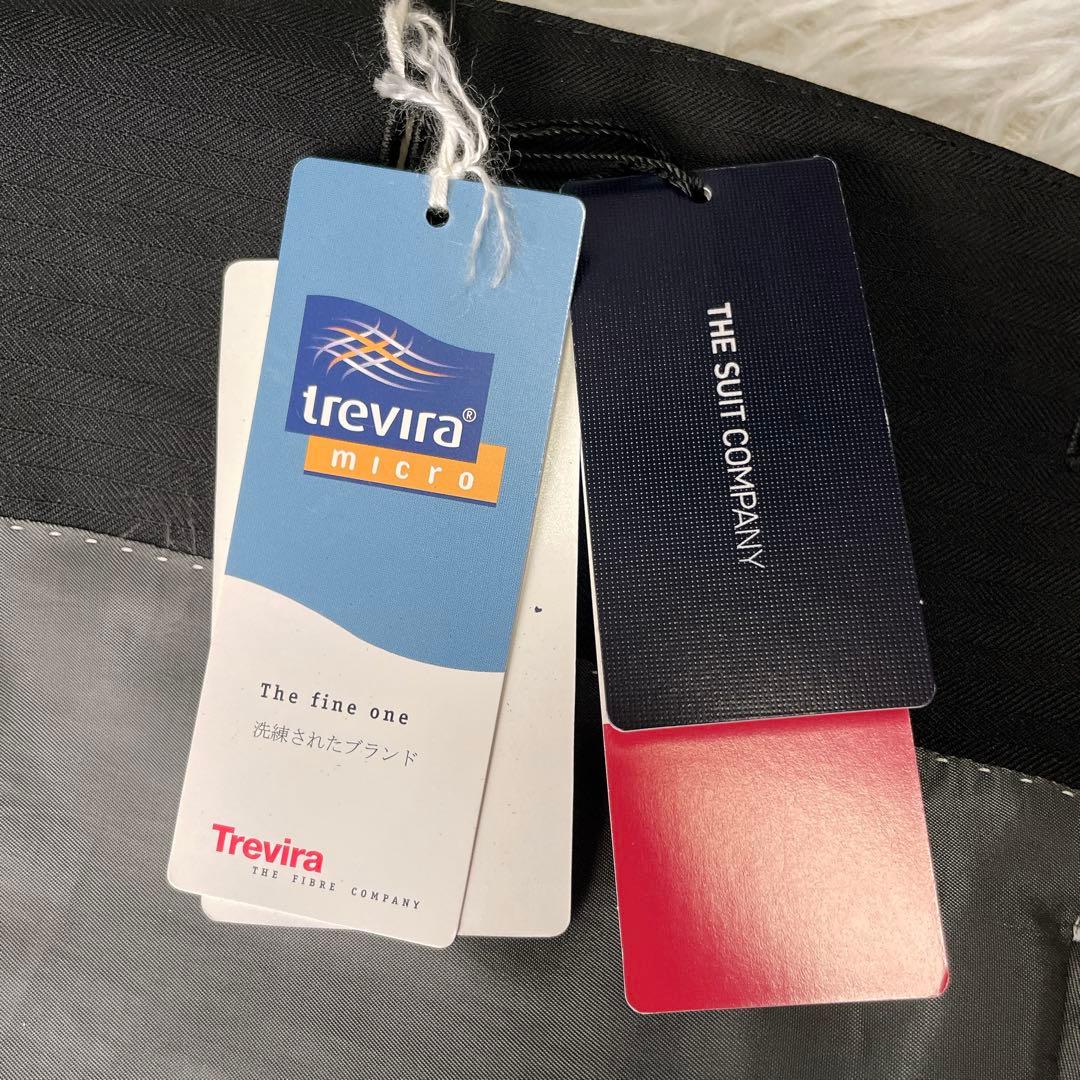 trevira®
micro
The fine one
洗練されたブランド
Trevira
THE FIBRE COMPANY
THE SUIT COMPANY